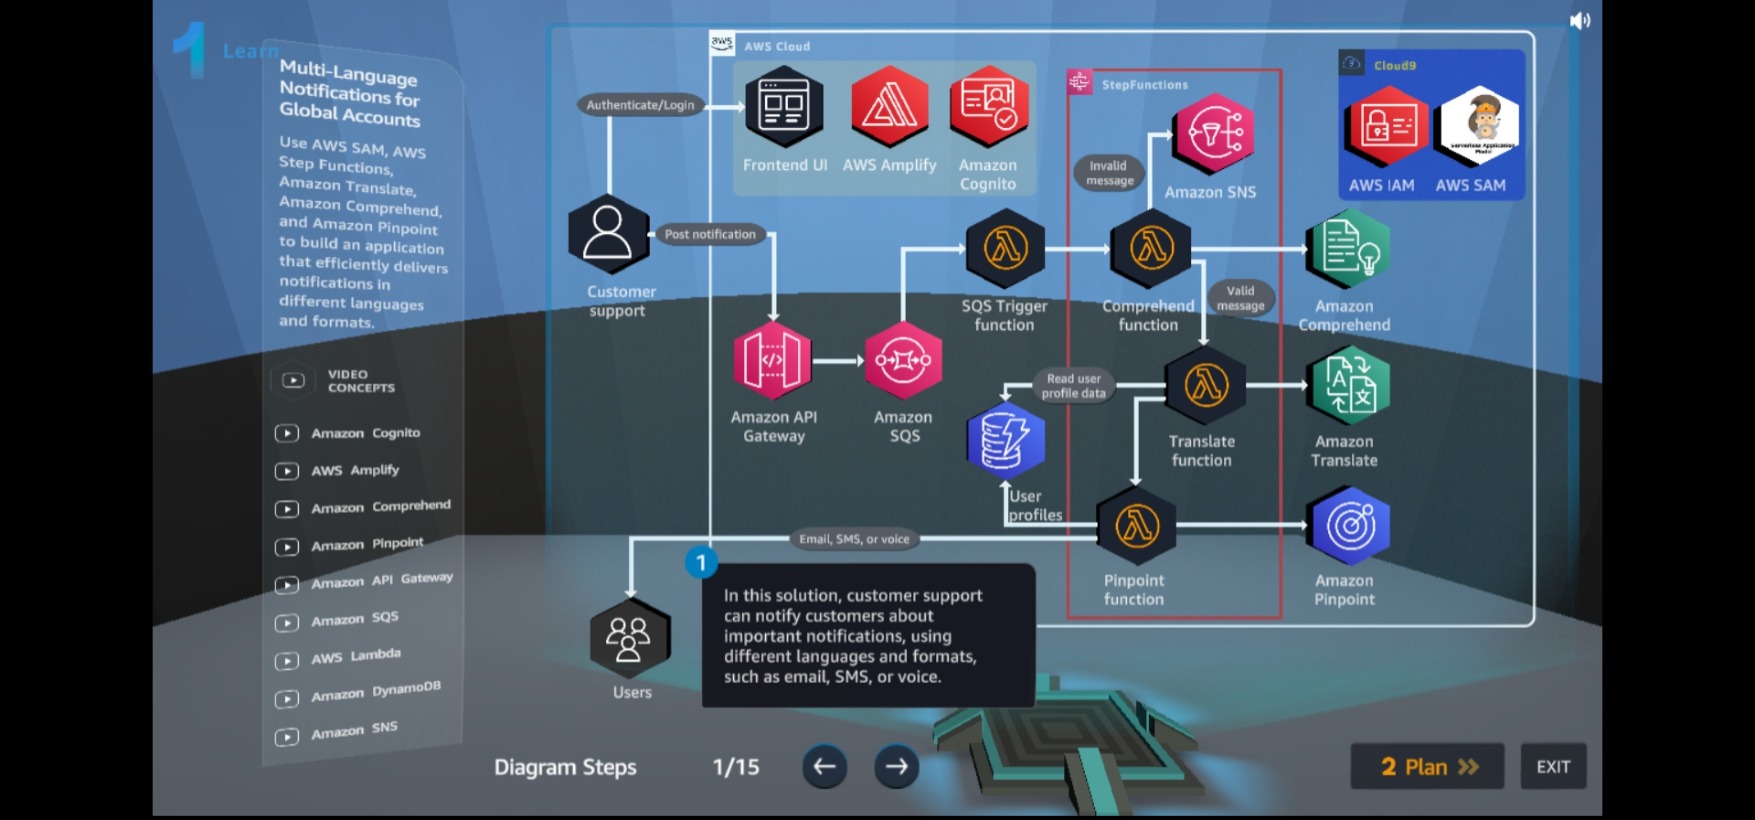 1
Learn
Multi-Language
Notifications for
Global Accounts
Use AWS SAM, AWS
Step Functions,
Amazon Translate,
Amazon Comprehend,
and Amazon Pinpoint
to build an application
that efficiently delivers
notifications in
different languages
and formats.
VIDEO
CONCEPTS
Amazon Cognito
AWS Amplify
Amazon Comprehend
Amazon Pinpoint
Amazon API Gateway
Amazon SQS
AWS Lambda
Amazon DynamoDB
Amazon SNS
aws
AWS Cloud
Authenticate/Login
Frontend UI
AWS Amplify
Amazon
Cognito
StepFunctions
Cloud9
AWS IAM
Serverless Application
Model
AWS SAM
Invalid
message
Amazon SNS
Customer
support
Post notification
SQS Trigger
function
Comprehend
function
Valid
message
Amazon
Comprehend
Amazon API
Gateway
Amazon
SQS
Read user
profile data
Translate
function
A
文
Amazon
Translate
User
profiles
Email, SMS, or voice
Pinpoint
function
Amazon
Pinpoint
Users
1
In this solution, customer support
can notify customers about
important notifications, using
different languages and formats,
such as email, SMS, or voice.
Diagram Steps
1/15
2 Plan
EXIT